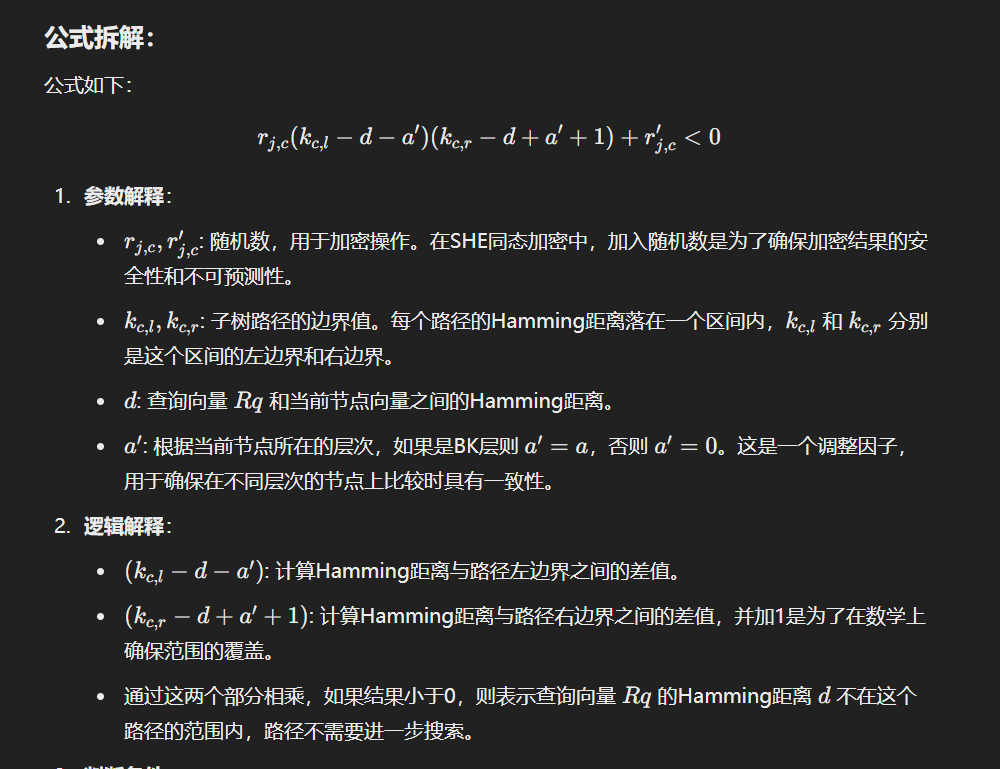 公式拆解：
公式如下：
r_{j,c}(k_{c,l} − d − a′)(k_{c,r} − d + a′ + 1) + r′_{j,c} < 0
1. 参数解释：
• r_{j,c}, r′_{j,c}: 随机数，用于加密操作。在SHE同态加密中，加入随机数是为了确保加密结果的安
全性和不可预测性。
• k_{c,l}, k_{c,r}: 子树路径的边界值。每个路径的Hamming距离落在一个区间内，k_{c,l} 和 k_{c,r} 分别
是这个区间的左边界和右边界。
• d: 查询向量 Rq 和当前节点向量之间的Hamming距离。
• a′: 根据当前节点所在的层次，如果是BK层则 a′ = a，否则 a′ = 0。这是一个调整因子，
用于确保在不同层次的节点上比较时具有一致性。
2. 逻辑解释：
• (k_{c,l} − d − a′): 计算Hamming距离与路径左边界之间的差值。
• (k_{c,r} − d + a′ + 1): 计算Hamming距离与路径右边界之间的差值，并加1是为了在数学上
确保范围的覆盖。
• 通过这两个部分相乘，如果结果小于0，则表示查询向量 Rq 的Hamming距离 d 不在这个
路径的范围内，路径不需要进一步搜索。